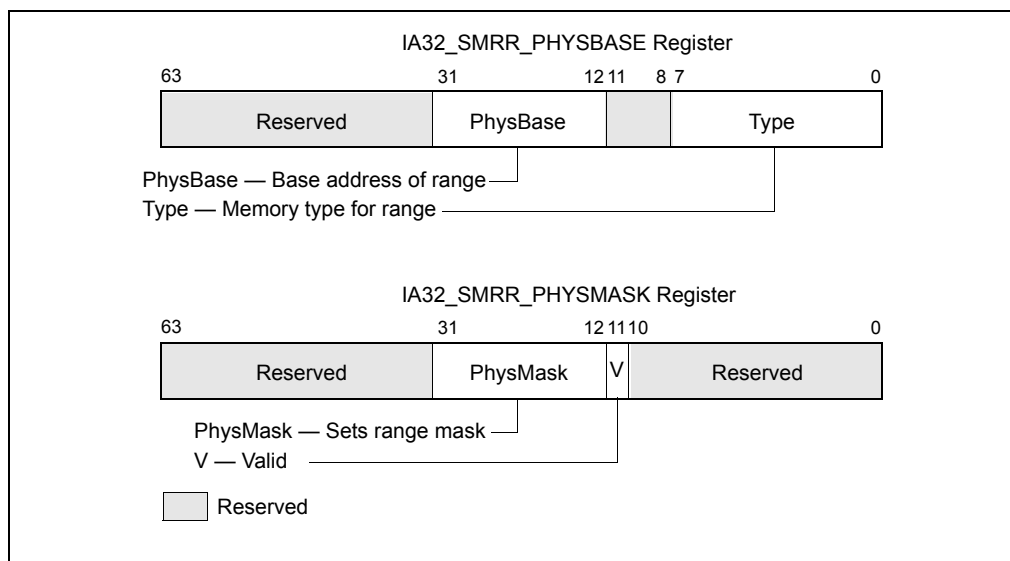 IA32_SMRR_PHYSBASE Register
63 31 12 11 8 7 0
Reserved PhysBase Type
PhysBase — Base address of range
Type — Memory type for range
IA32_SMRR_PHYSMASK Register
63 31 12 11 10 0
Reserved PhysMask V Reserved
PhysMask — Sets range mask
V — Valid
Reserved